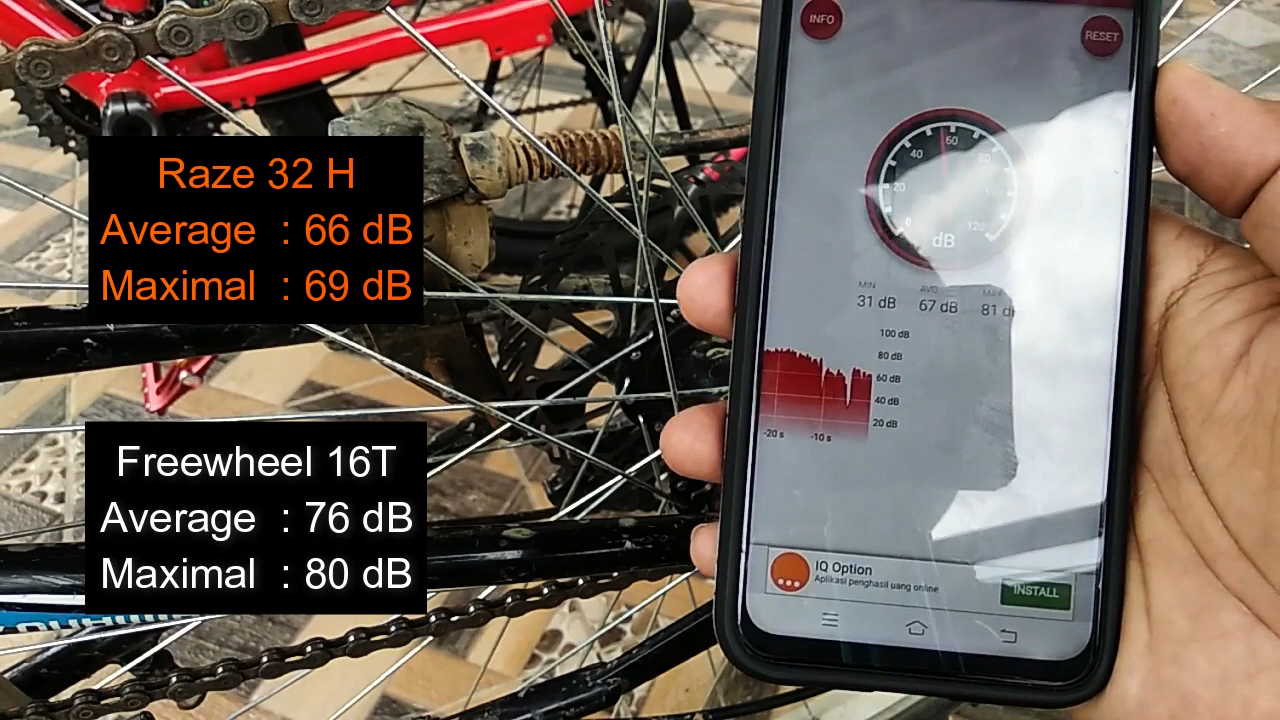 Raze 32 H
Average : 66 dB
Maximal : 69 dB
Freewheel 16T
Average : 76 dB
Maximal : 80 dB
INFO
RESET
0
20
40
60
80
120
dB
MIN
31 dB
67 dB
81 dB
100 dB
80 dB
60 dB
40 dB
20 dB
-20 s
-10 s
IQ Option
Aplikasi penghasil uang online
INSTALL